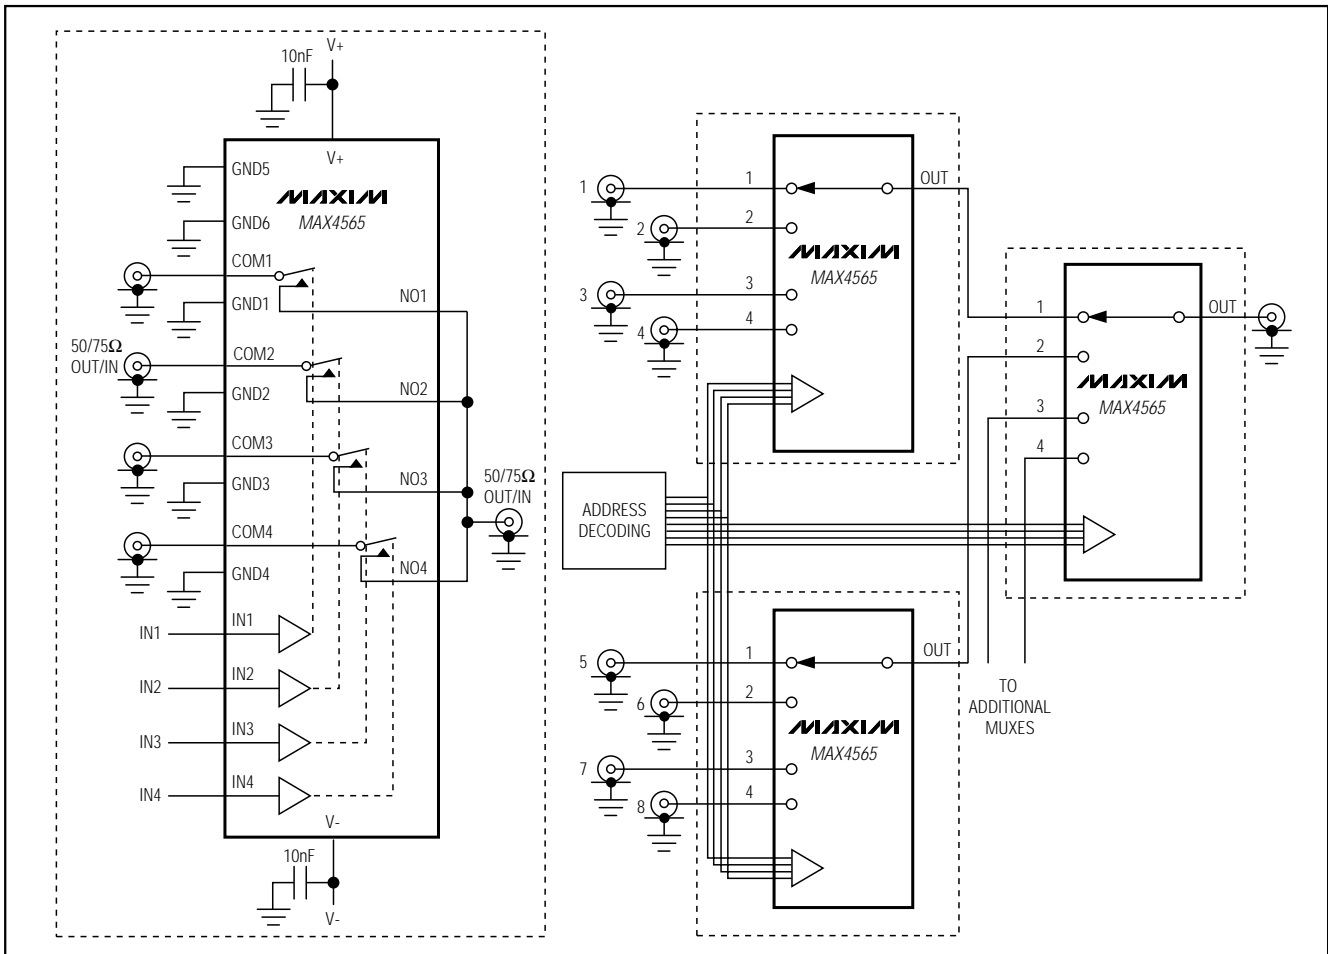 V+
10nF
V+
GND5
MAXIM
MAX4565
GND6
COM1
GND1
NO1
50/75Ω
OUT/IN
COM2
GND2
NO2
COM3
GND3
NO3
50/75Ω
OUT/IN
COM4
GND4
NO4
IN1
IN1
IN2
IN2
IN3
IN3
IN4
IN4
V-
10nF
V-
1
1
OUT
2
2
MAXIM
MAX4565
3
3
4
4
ADDRESS
DECODING
5
1
OUT
6
2
MAXIM
MAX4565
7
3
8
4
1
OUT
2
MAXIM
MAX4565
3
4
TO
ADDITIONAL
MUXES